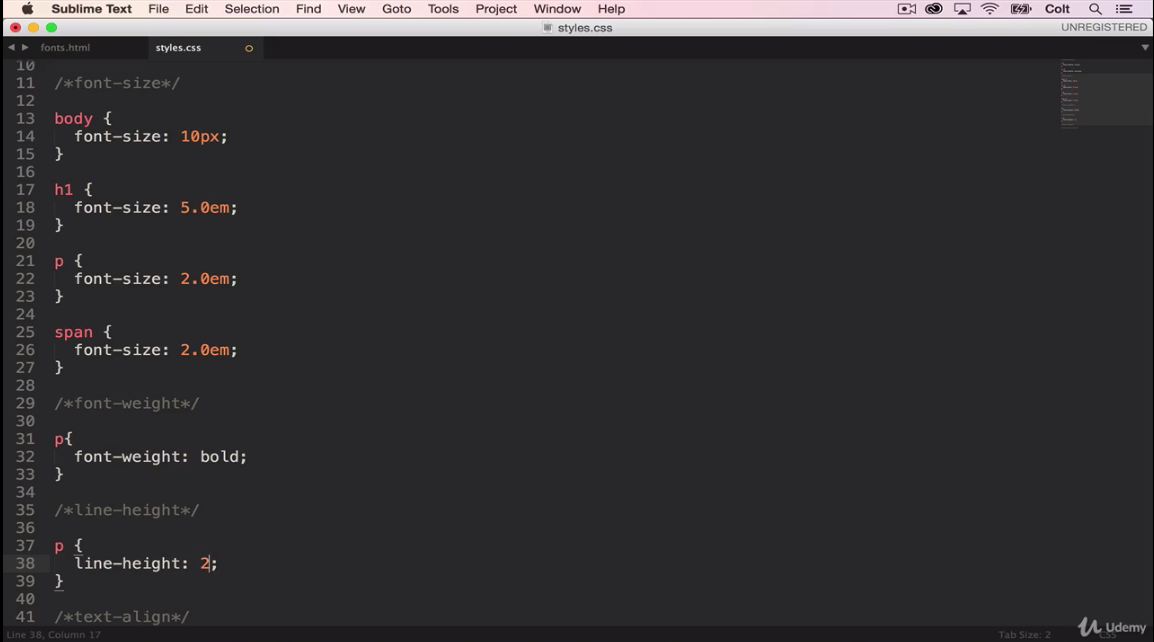 Sublime Text File Edit Selection Find View Goto Tools Project Window Help Colt
styles.css UNREGISTERED
fonts.html styles.css
10
11 /*font-size*/
12
13 body {
14 font-size: 10px;
15 }
16
17 h1 {
18 font-size: 5.0em;
19 }
20
21 p {
22 font-size: 2.0em;
23 }
24
25 span {
26 font-size: 2.0em;
27 }
28
29 /*font-weight*/
30
31 p{
32 font-weight: bold;
33 }
34
35 /*line-height*/
36
37 p {
38 line-height: 2;
39 }
40
41 /*text-align*/
Line 38, Column 17 Tab Size: 2 CSS
Udemy